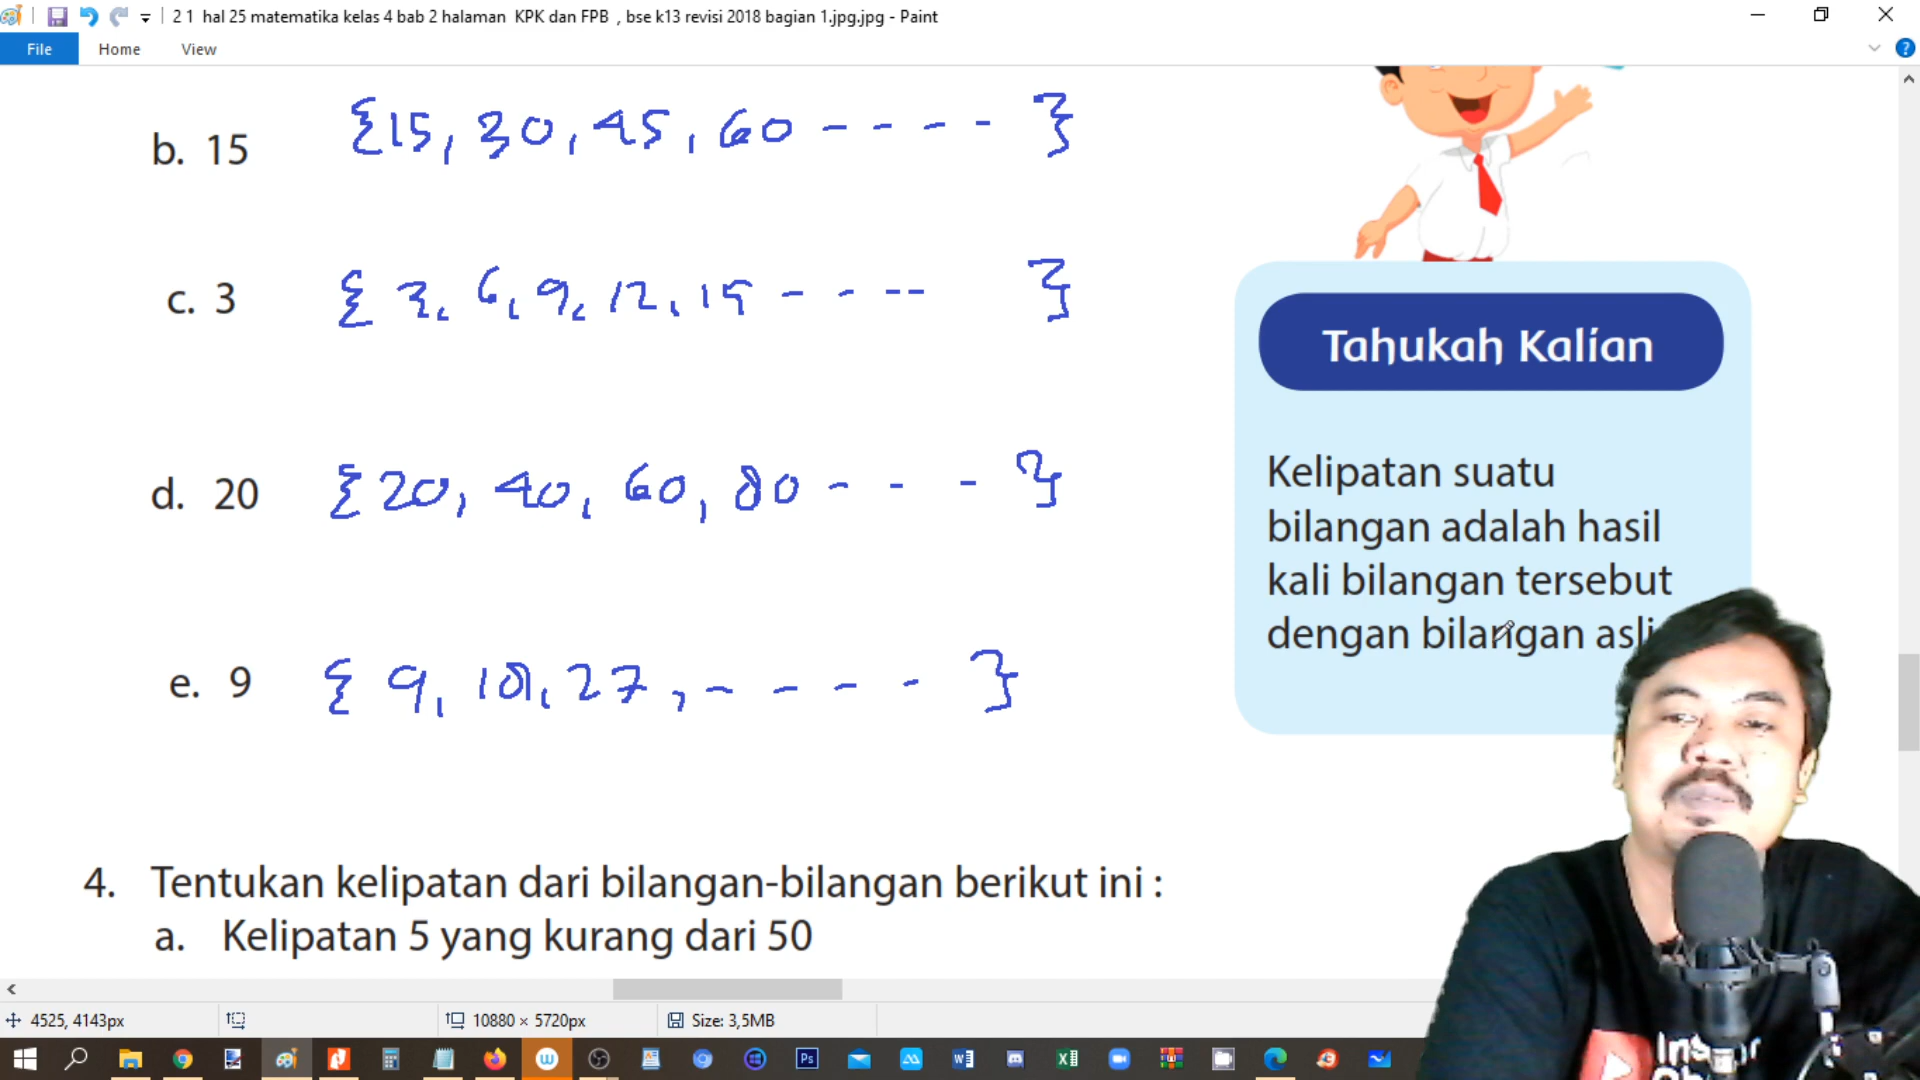 2 1 hal 25 matematika kelas 4 bab 2 halaman KPK dan FPB , bse k13 revisi 2018 bagian 1.jpg.jpg - Paint
File Home View
b. 15 {15, 30, 45, 60 - - - - }
c. 3 { 3, 6, 9, 12, 15 - - - - }
d. 20 { 20, 40, 60, 80 - - - }
e. 9 { 9, 18, 27, - - - - }
Tahukah Kalian
Kelipatan suatu
bilangan adalah hasil
kali bilangan tersebut
dengan bilangan asli
4. Tentukan kelipatan dari bilangan-bilangan berikut ini :
a. Kelipatan 5 yang kurang dari 50
4525, 4143px 10880 × 5720px Size: 3,5MB